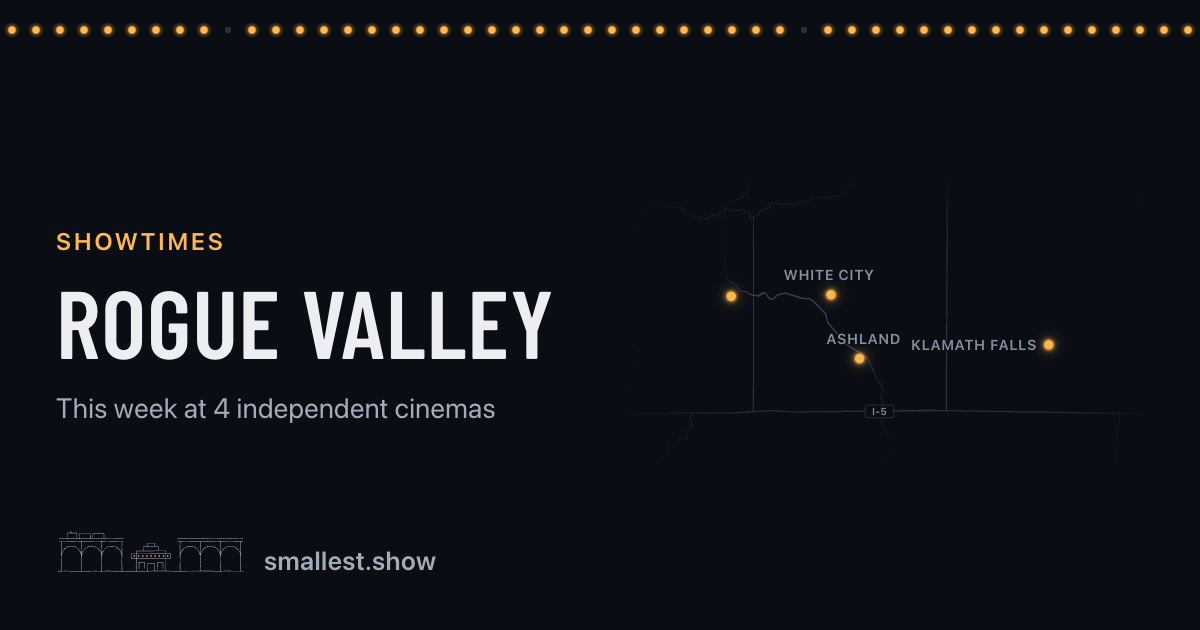 SHOWTIMES
ROGUE VALLEY
This week at 4 independent cinemas
WHITE CITY
ASHLAND
KLAMATH FALLS
I-5
smallest.show